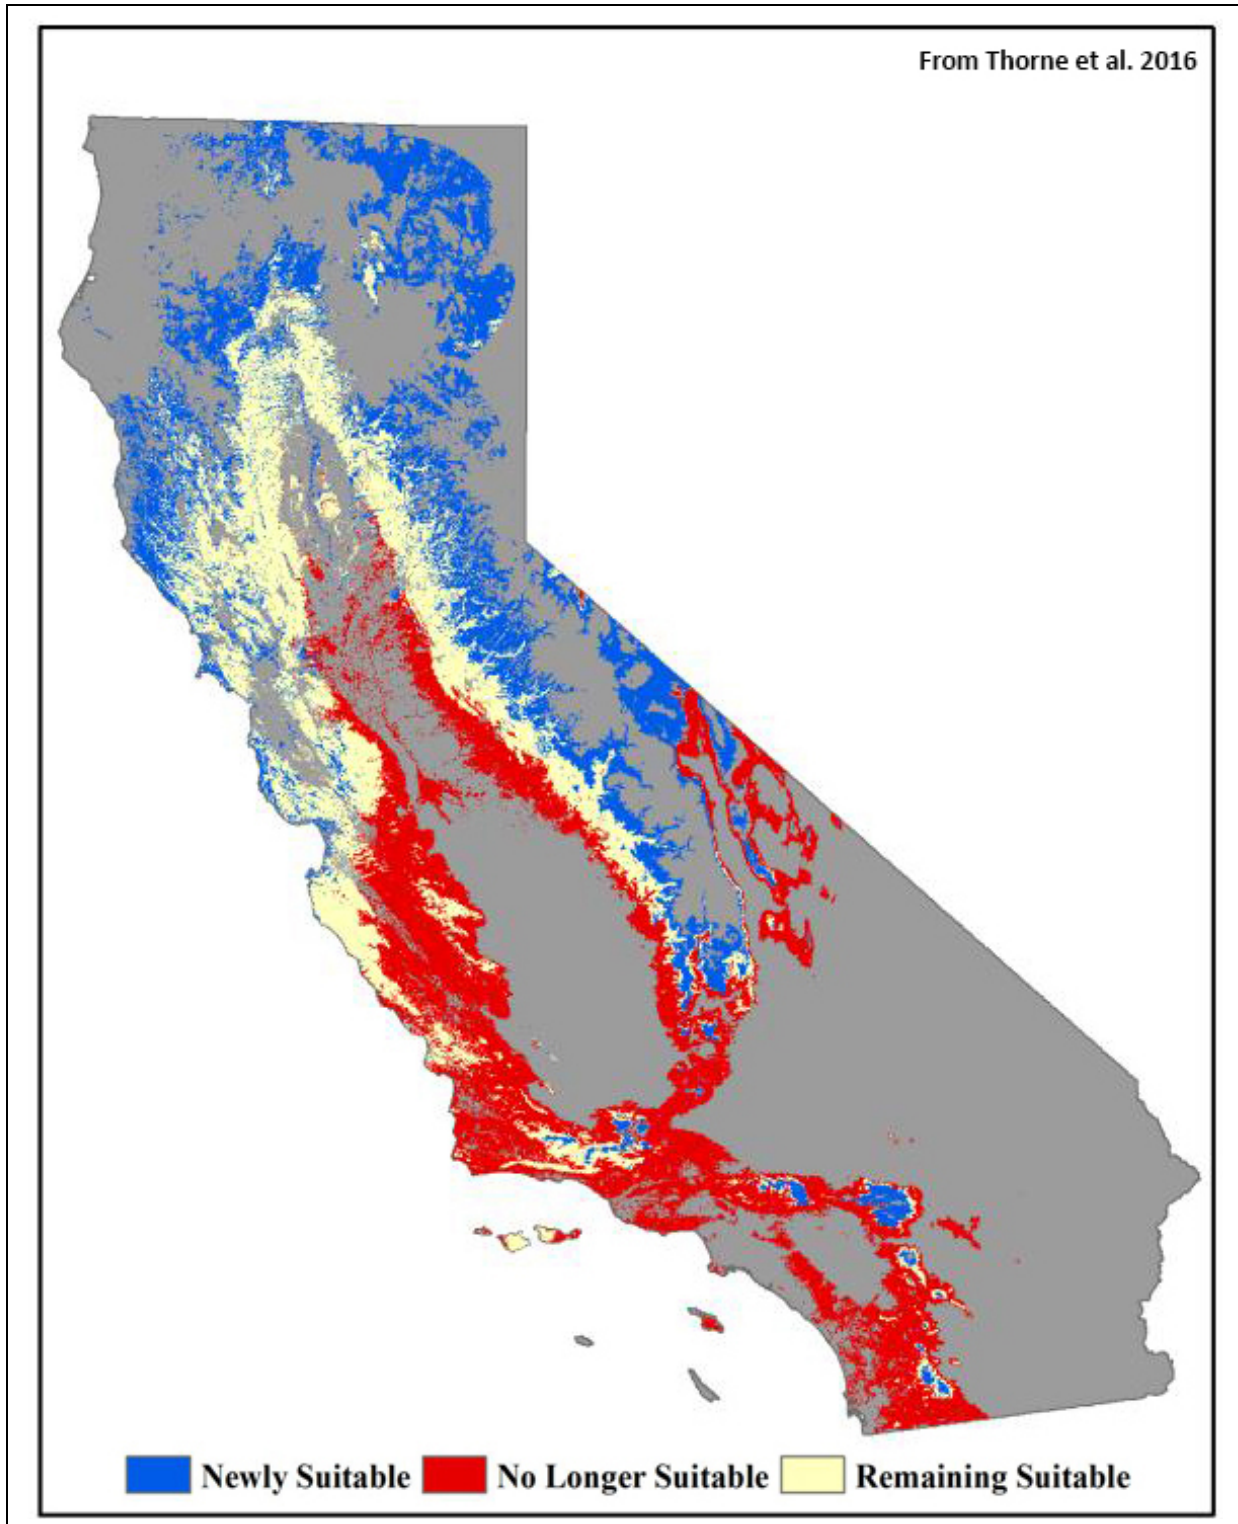 From Thorne et al. 2016
Newly Suitable No Longer Suitable Remaining Suitable